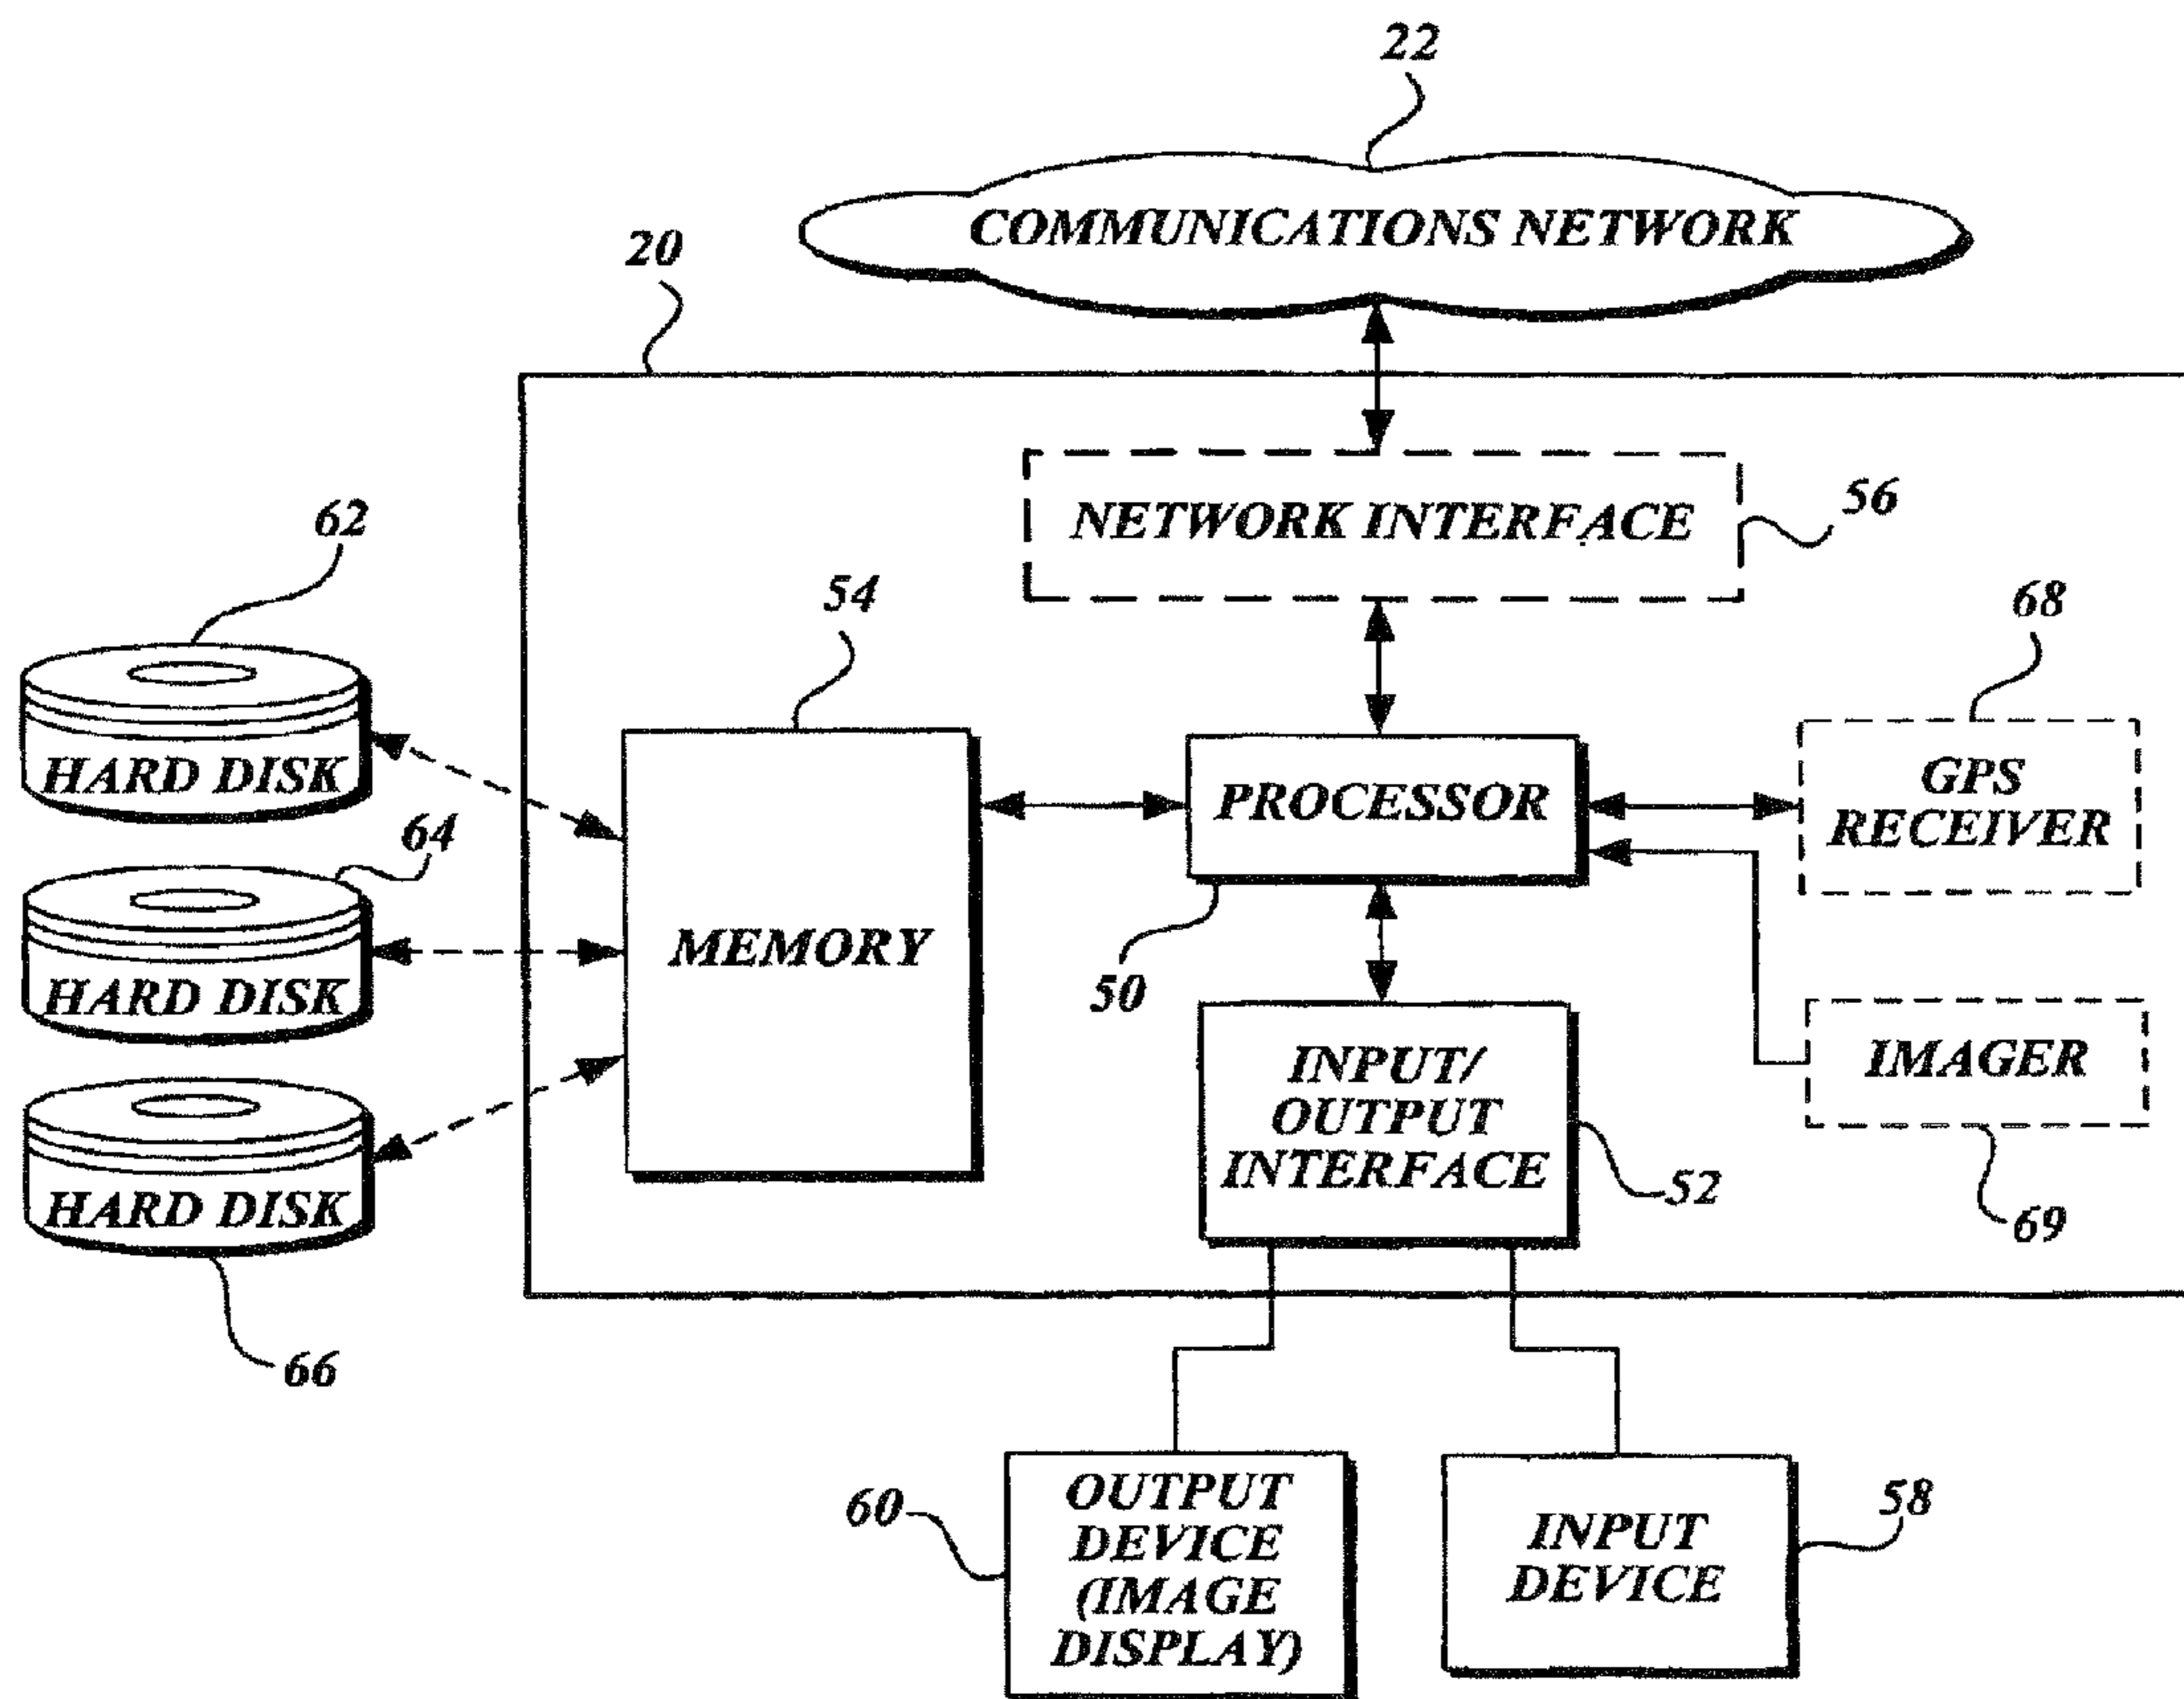 22
COMMUNICATIONS NETWORK
20
NETWORK INTERFACE
56
62
54
68
HARD DISK
GPS
RECEIVER
PROCESSOR
64
MEMORY
HARD DISK
50
INPUT/
OUTPUT
INTERFACE
IMAGER
52
69
HARD DISK
66
60
OUTPUT
DEVICE
(IMAGE
DISPLAY)
58
INPUT
DEVICE